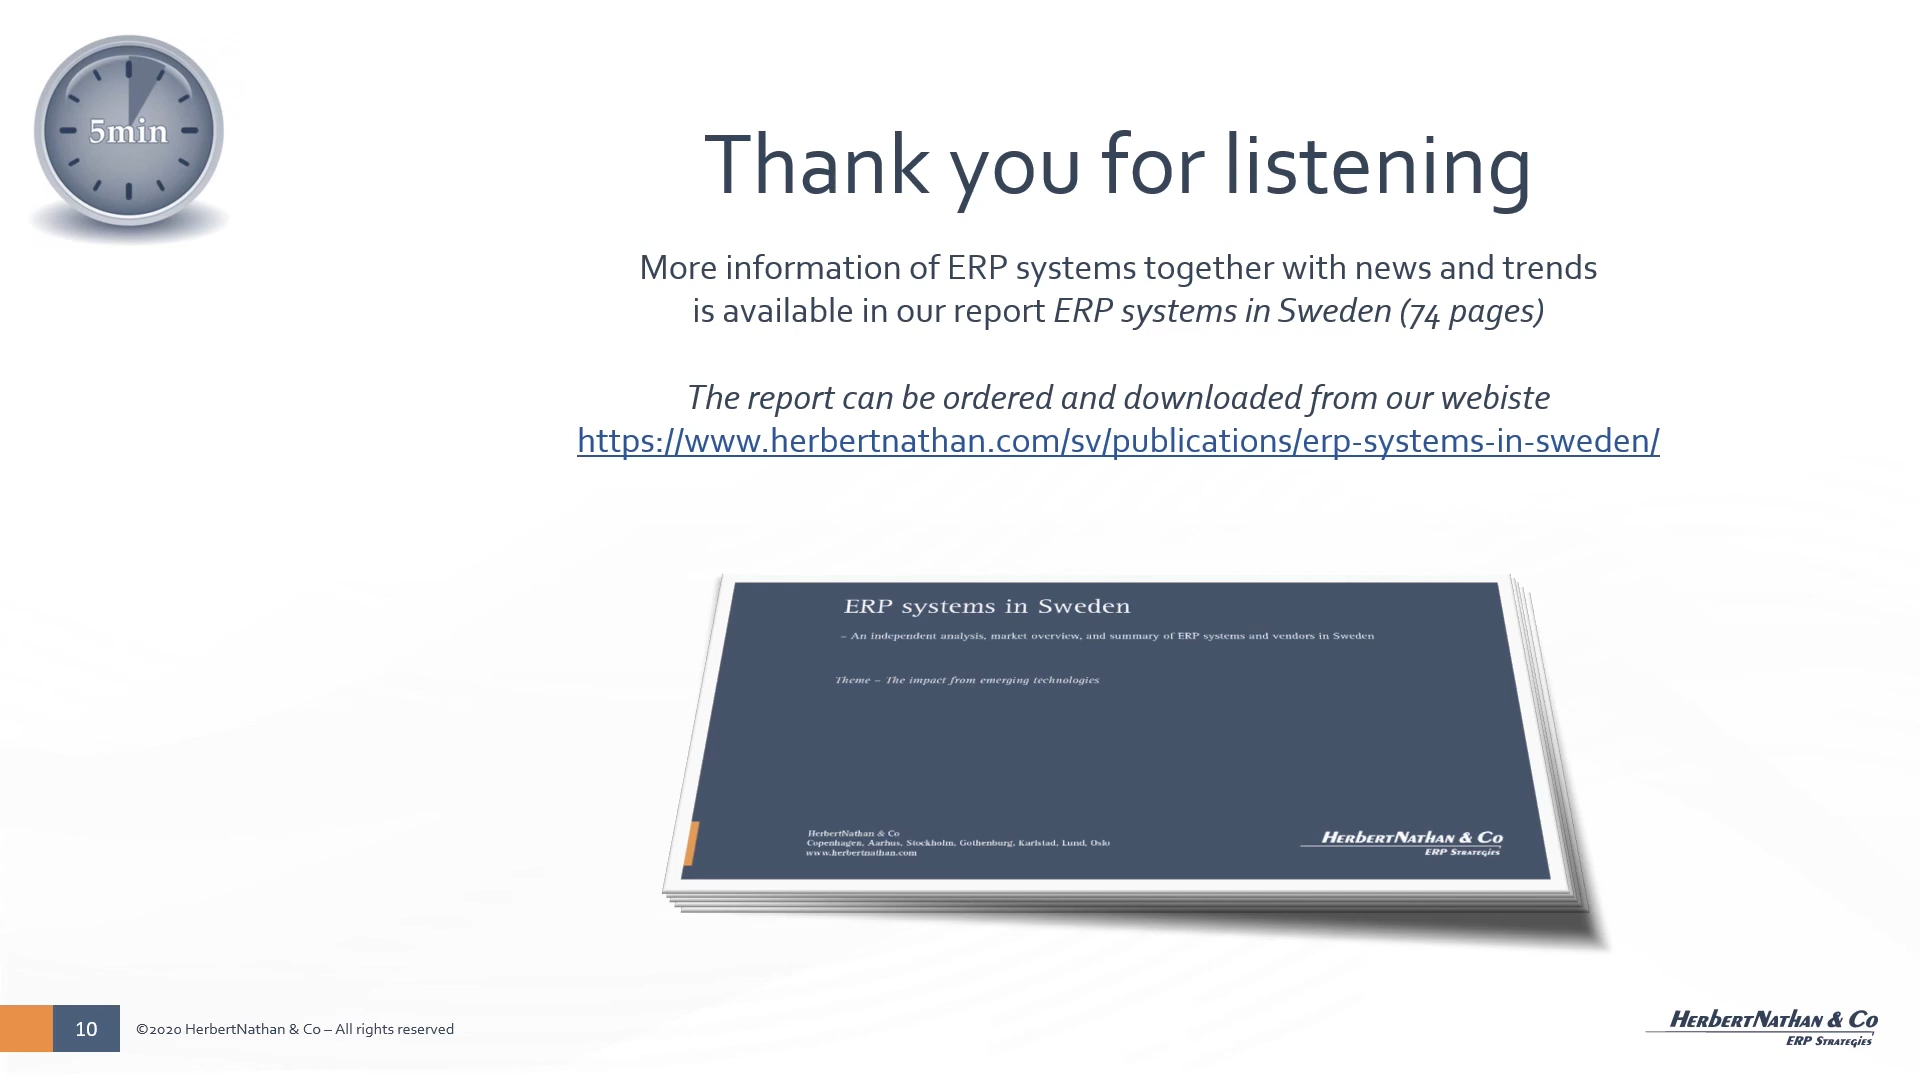 5min
Thank you for listening
More information of ERP systems together with news and trends
is available in our report ERP systems in Sweden (74 pages)
The report can be ordered and downloaded from our webiste
https://www.herbertnathan.com/sv/publications/erp-systems-in-sweden/
ERP systems in Sweden
– An independent analysis, market overview, and summary of ERP systems and vendors in Sweden
Theme – The impact from emerging technologies
HerbertNathan & Co
Copenhagen, Aarhus, Stockholm, Gothenburg, Karlstad, Lund, Oslo
www.herbertnathan.com
HerbertNathan & Co
ERP Strategies
10
©2020 HerbertNathan & Co – All rights reserved
HerbertNathan & Co
ERP Strategies